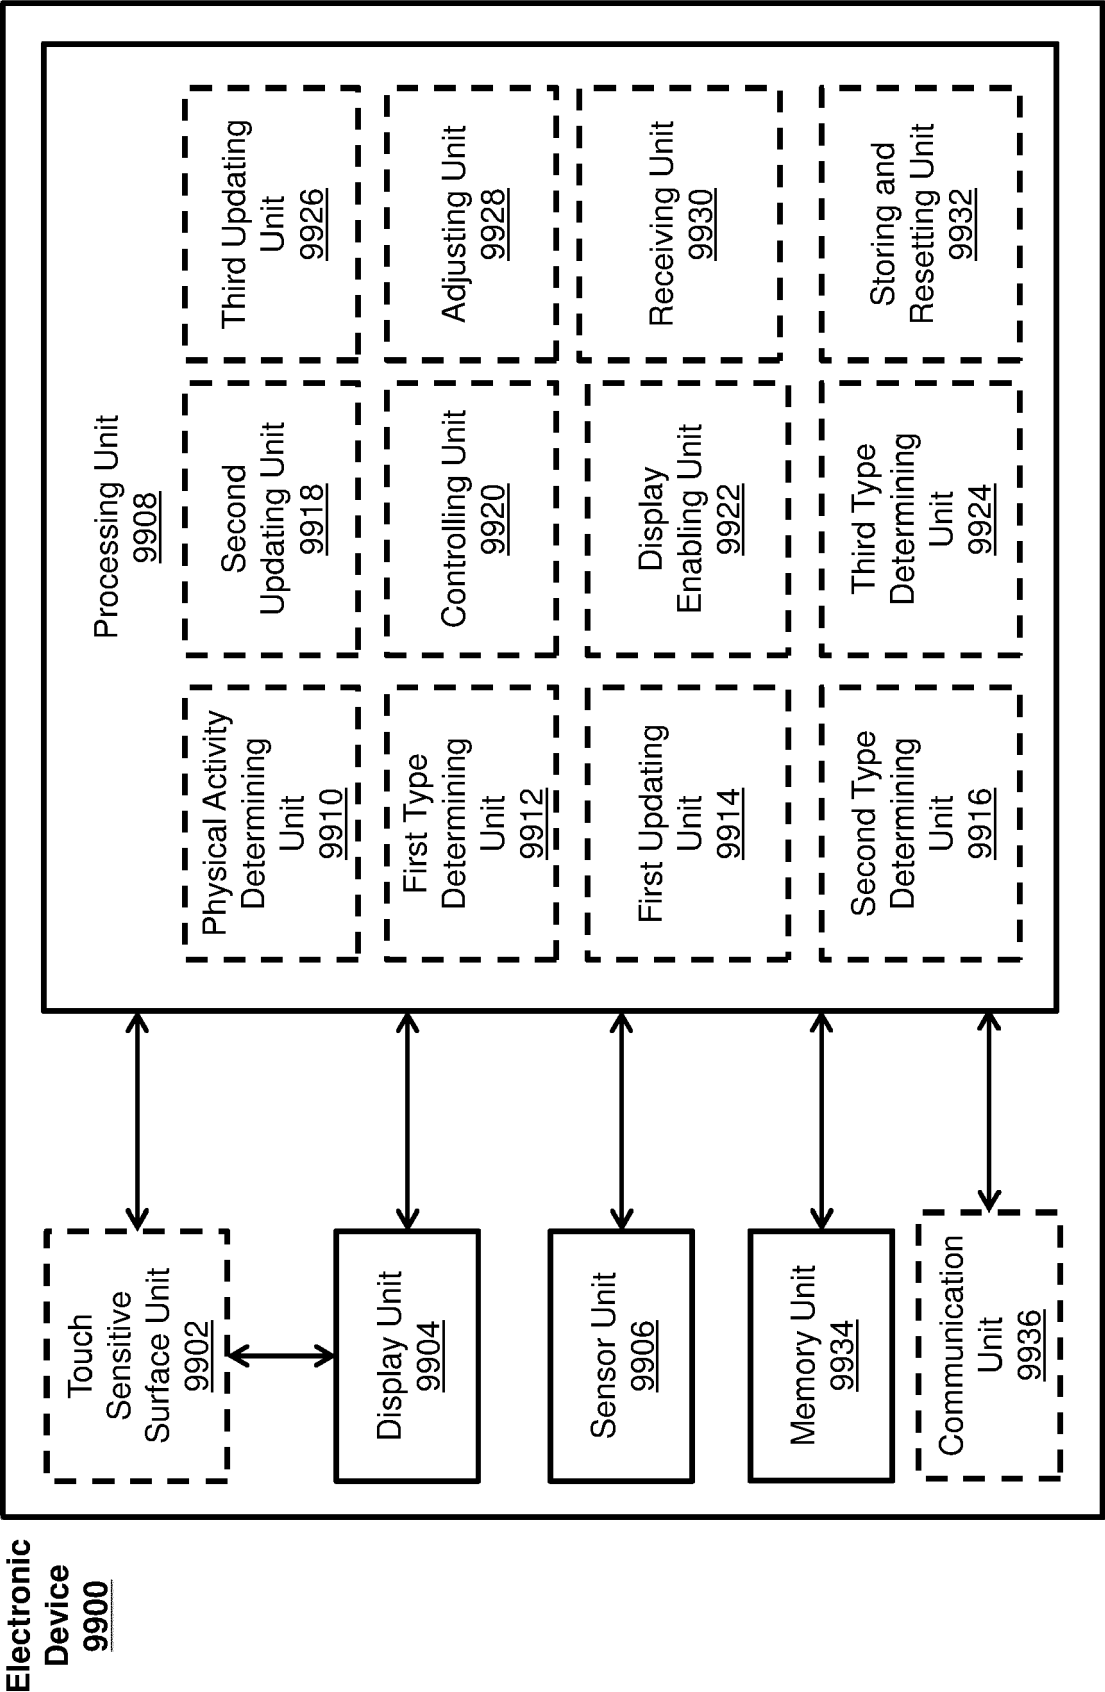 Electronic
Device
9900
Touch
Sensitive
Surface Unit
9902
Display Unit
9904
Sensor Unit
9906
Memory Unit
9934
Communication
Unit
9936
Processing Unit
9908
Physical Activity
Determining
Unit
9910
First Type
Determining
Unit
9912
First Updating
Unit
9914
Second Type
Determining
Unit
9916
Second
Updating Unit
9918
Controlling Unit
9920
Display
Enabling Unit
9922
Third Type
Determining
Unit
9924
Third Updating
Unit
9926
Adjusting Unit
9928
Receiving Unit
9930
Storing and
Resetting Unit
9932